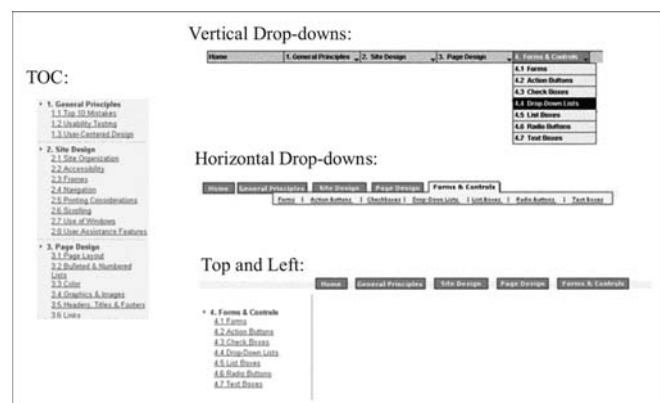 Vertical Drop-downs:
Home 1. General Principles 2. Site Design 3. Page Design 4. Forms & Controls
4.1 Forms
4.2 Action Buttons
4.3 Check Boxes
4.4 Drop-Down Lists
4.5 List Boxes
4.6 Radio Buttons
4.7 Text Boxes
TOC:
1. General Principles
1.1 Top 10 Mistakes
1.2 Usability Testing
1.3 User-Centered Design
2. Site Design
2.1 Site Organization
2.2 Accessibility
2.3 Frames
2.4 Navigation
2.5 Printing Considerations
2.6 Scrolling
2.7 Use of Windows
2.8 User Assistance Features
3. Page Design
3.1 Page Layout
3.2 Bulleted & Numbered
Lists
3.3 Color
3.4 Graphics & Images
3.5 Headers, Titles & Footers
3.6 Links
Horizontal Drop-downs:
Home General Principles Site Design Page Design Forms & Controls
Forms | Action Buttons | Checkboxes | Drop-Down Lists | List Boxes | Radio Buttons | Text Boxes
Top and Left:
Home General Principles Site Design Page Design Forms & Controls
4. Forms & Controls
4.1 Forms
4.2 Action Buttons
4.3 Check Boxes
4.4 Drop-Down Lists
4.5 List Boxes
4.6 Radio Buttons
4.7 Text Boxes